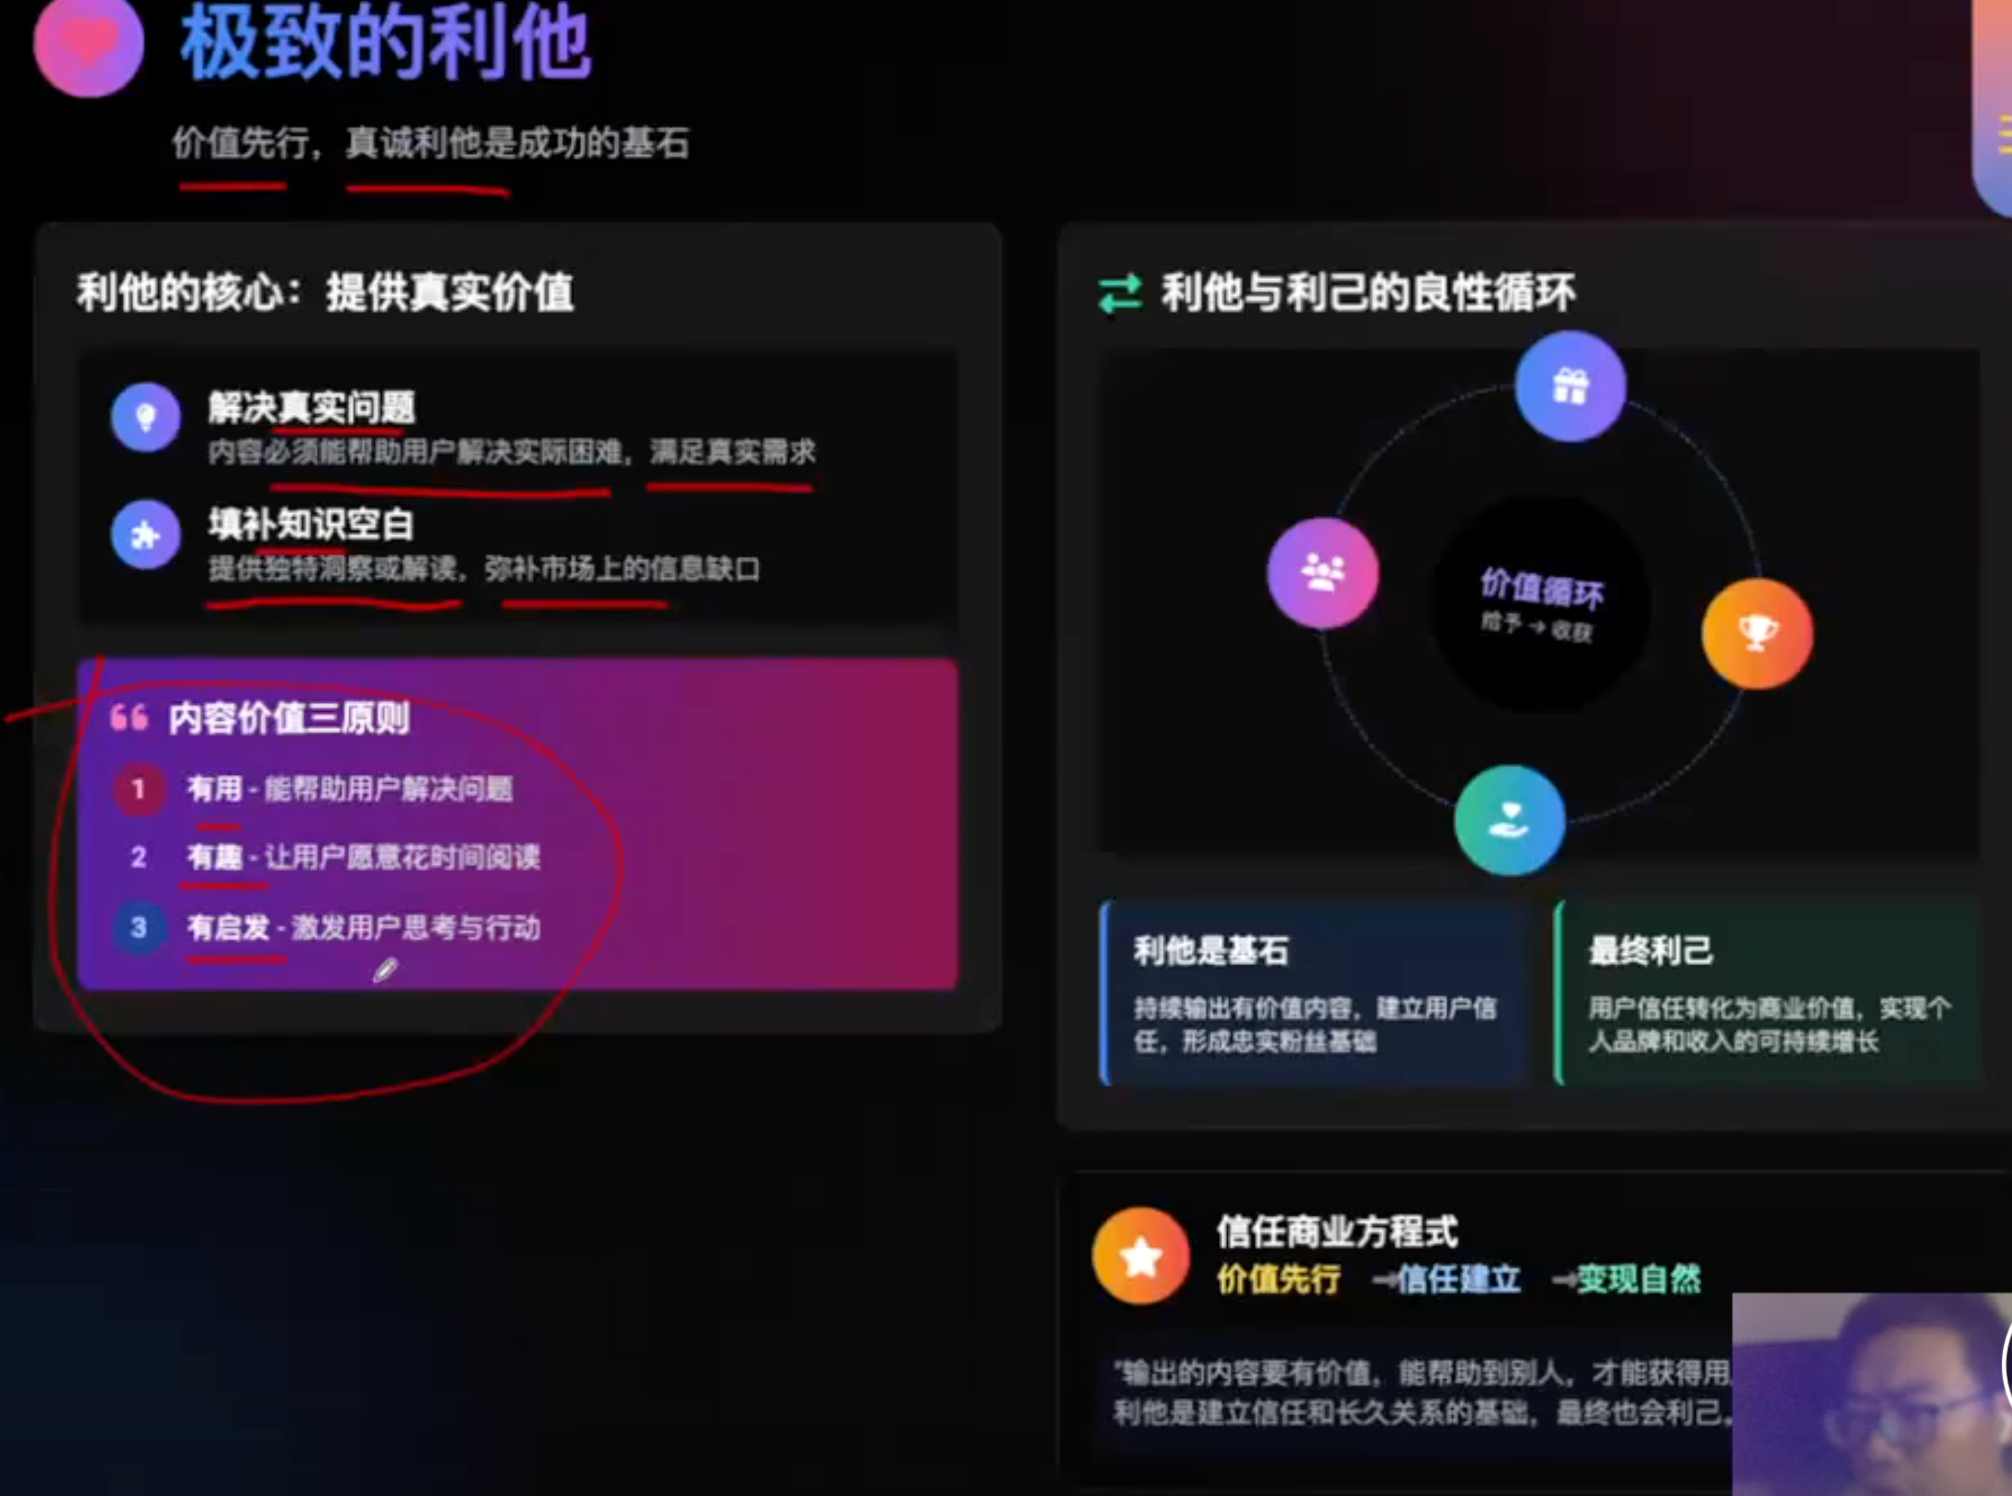 极致的利他
价值先行，真诚利他是成功的基石
利他的核心：提供真实价值
解决真实问题
内容必须能帮助用户解决实际困难，满足真实需求
填补知识空白
提供独特洞察或解读，弥补市场上的信息缺口
内容价值三原则
1 有用 - 能帮助用户解决问题
2 有趣 - 让用户愿意花时间阅读
3 有启发 - 激发用户思考与行动
利他与利己的良性循环
价值循环
给予 → 收获
利他是基石
持续输出有价值内容，建立用户信
任，形成忠实粉丝基础
最终利己
用户信任转化为商业价值，实现个
人品牌和收入的可持续增长
信任商业方程式
价值先行 →信任建立 →变现自然
"输出的内容要有价值，能帮助到别人，才能获得用
利他是建立信任和长久关系的基础，最终也会利己。